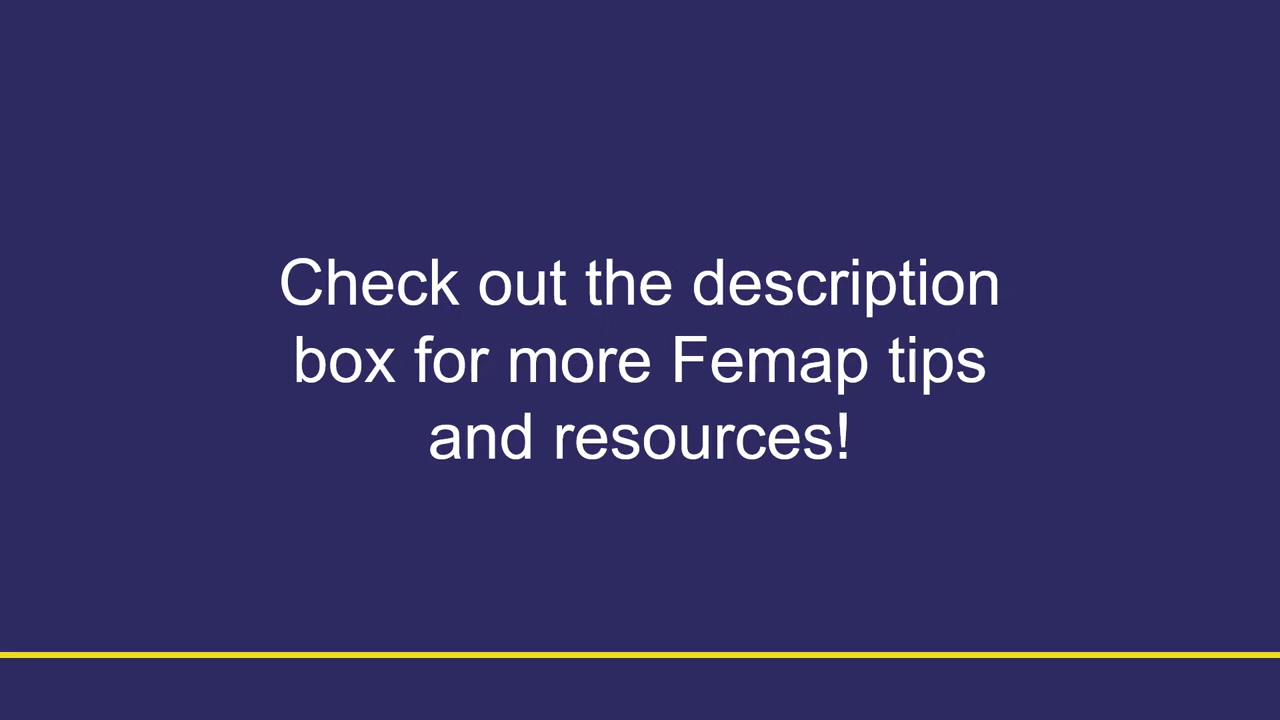 Check out the description
box for more Femap tips
and resources!